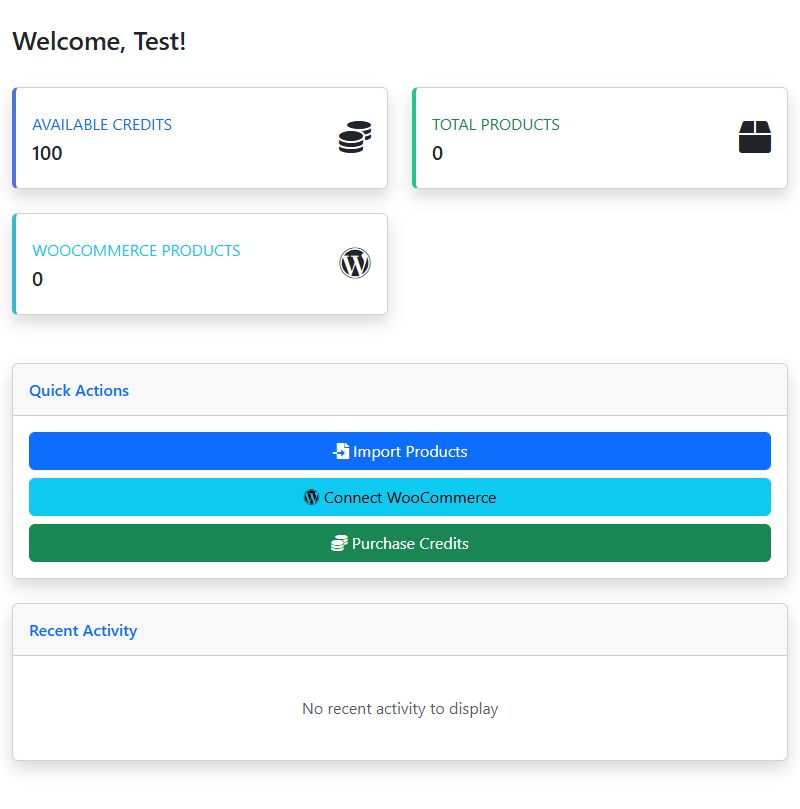 Welcome, Test!
AVAILABLE CREDITS
100
TOTAL PRODUCTS
0
WOOCOMMERCE PRODUCTS
0
Quick Actions
Import Products
Connect WooCommerce
Purchase Credits
Recent Activity
No recent activity to display